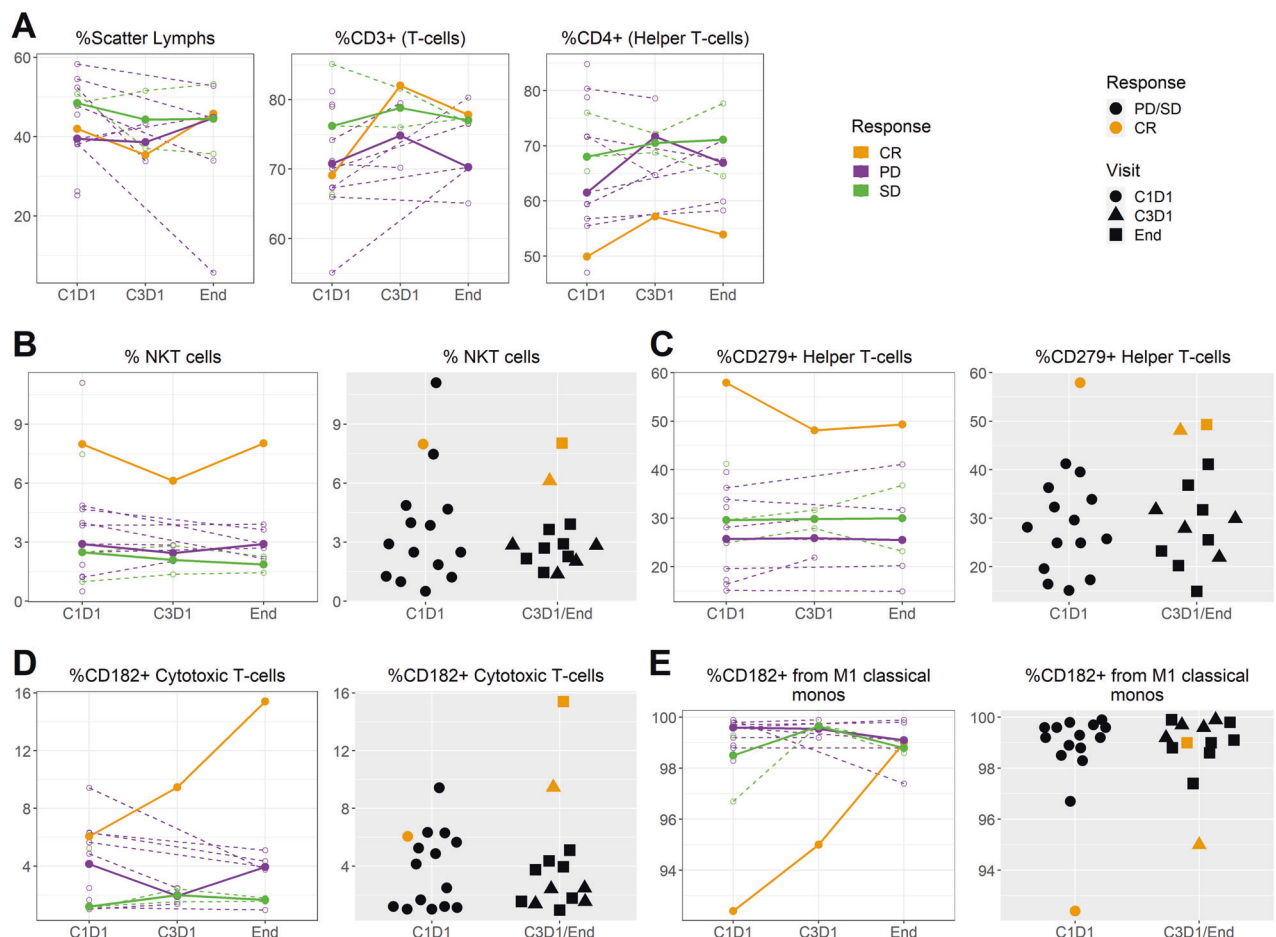 A
%Scatter Lymphs
60
40
20
C1D1 C3D1 End
%CD3+ (T-cells)
80
70
60
C1D1 C3D1 End
%CD4+ (Helper T-cells)
90
80
70
60
50
C1D1 C3D1 End
Response
CR
PD
SD
Response
PD/SD
CR
Visit
C1D1
C3D1
End
B
% NKT cells
9
6
3
0
C1D1 C3D1 End
% NKT cells
9
6
3
0
C1D1 C3D1/End
C
%CD279+ Helper T-cells
60
50
40
30
20
C1D1 C3D1 End
%CD279+ Helper T-cells
60
50
40
30
20
C1D1 C3D1/End
D
%CD182+ Cytotoxic T-cells
16
12
8
4
C1D1 C3D1 End
%CD182+ Cytotoxic T-cells
16
12
8
4
C1D1 C3D1/End
E
%CD182+ from M1 classical
monos
100
98
96
94
C1D1 C3D1 End
%CD182+ from M1 classical
monos
100
98
96
94
C1D1 C3D1/End